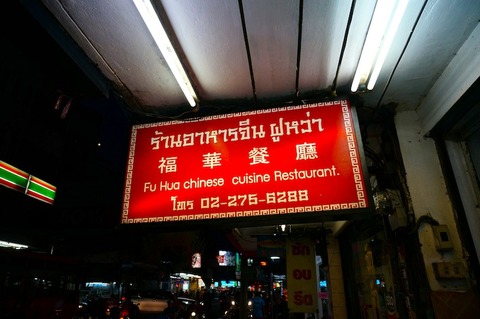 ร้านอาหารจีน ฝูหว่า
福華餐廳
Fu Hua chinese cuisine Restaurant.
โทร 02-275-6288